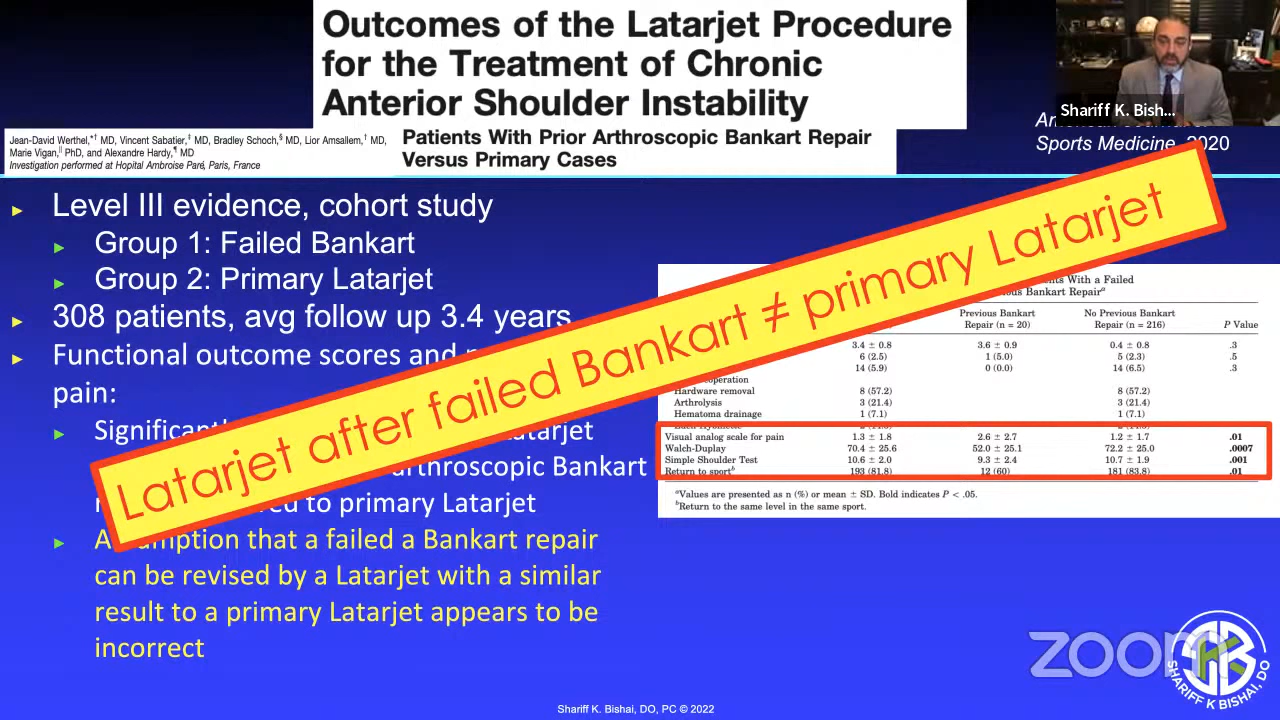 Outcomes of the Latarjet Procedure
for the Treatment of Chronic
Anterior Shoulder Instability
Jean-David Werthel,*† MD, Vincent Sabatier,‡ MD, Bradley Schoch,§ MD, Lior Amsallem,† MD,
Marie Vigan,|| PhD, and Alexandre Hardy,¶ MD
Investigation performed at Hopital Ambroise Paré, Paris, France
Patients With Prior Arthroscopic Bankart Repair
Versus Primary Cases
Shariff K. Bish...
Sports Medicine, 2020
Level III evidence, cohort study
Group 1: Failed Bankart
Group 2: Primary Latarjet
308 patients, avg follow up 3.4 years
Functional outcome scores and
pain:
arthroscopic Bankart
to primary Latarjet
that a failed a Bankart repair
can be revised by a Latarjet with a similar
result to a primary Latarjet appears to be
incorrect
Latarjet after failed Bankart ≠ primary Latarjet
With a Failed
Bankart Repairᵃ
Previous Bankart Repair (n = 20) No Previous Bankart Repair (n = 216) P Value
3.4 ± 0.8 3.6 ± 0.9 0.4 ± 0.8 .3
6 (2.5) 1 (5.0) 5 (2.3) .5
14 (5.9) 0 (0.0) 14 (6.5) .3
Hardware removal 8 (57.2) 8 (57.2)
Arthrolysis 3 (21.4) 3 (21.4)
Hematoma drainage 1 (7.1) 1 (7.1)
Visual analog scale for pain 1.3 ± 1.8 2.6 ± 2.7 1.2 ± 1.7 .01
Walch-Duplay 70.4 ± 25.6 52.0 ± 25.1 72.2 ± 25.0 .0007
Simple Shoulder Test 10.6 ± 2.0 9.3 ± 2.4 10.7 ± 1.9 .001
Return to sportᵇ 193 (81.8) 12 (60) 181 (83.8) .01
ᵃValues are presented as n (%) or mean ± SD. Bold indicates P < .05.
ᵇReturn to the same level in the same sport.
zoom
SHARIFF K BISHAI, DO
Shariff K. Bishai, DO, PC © 2022